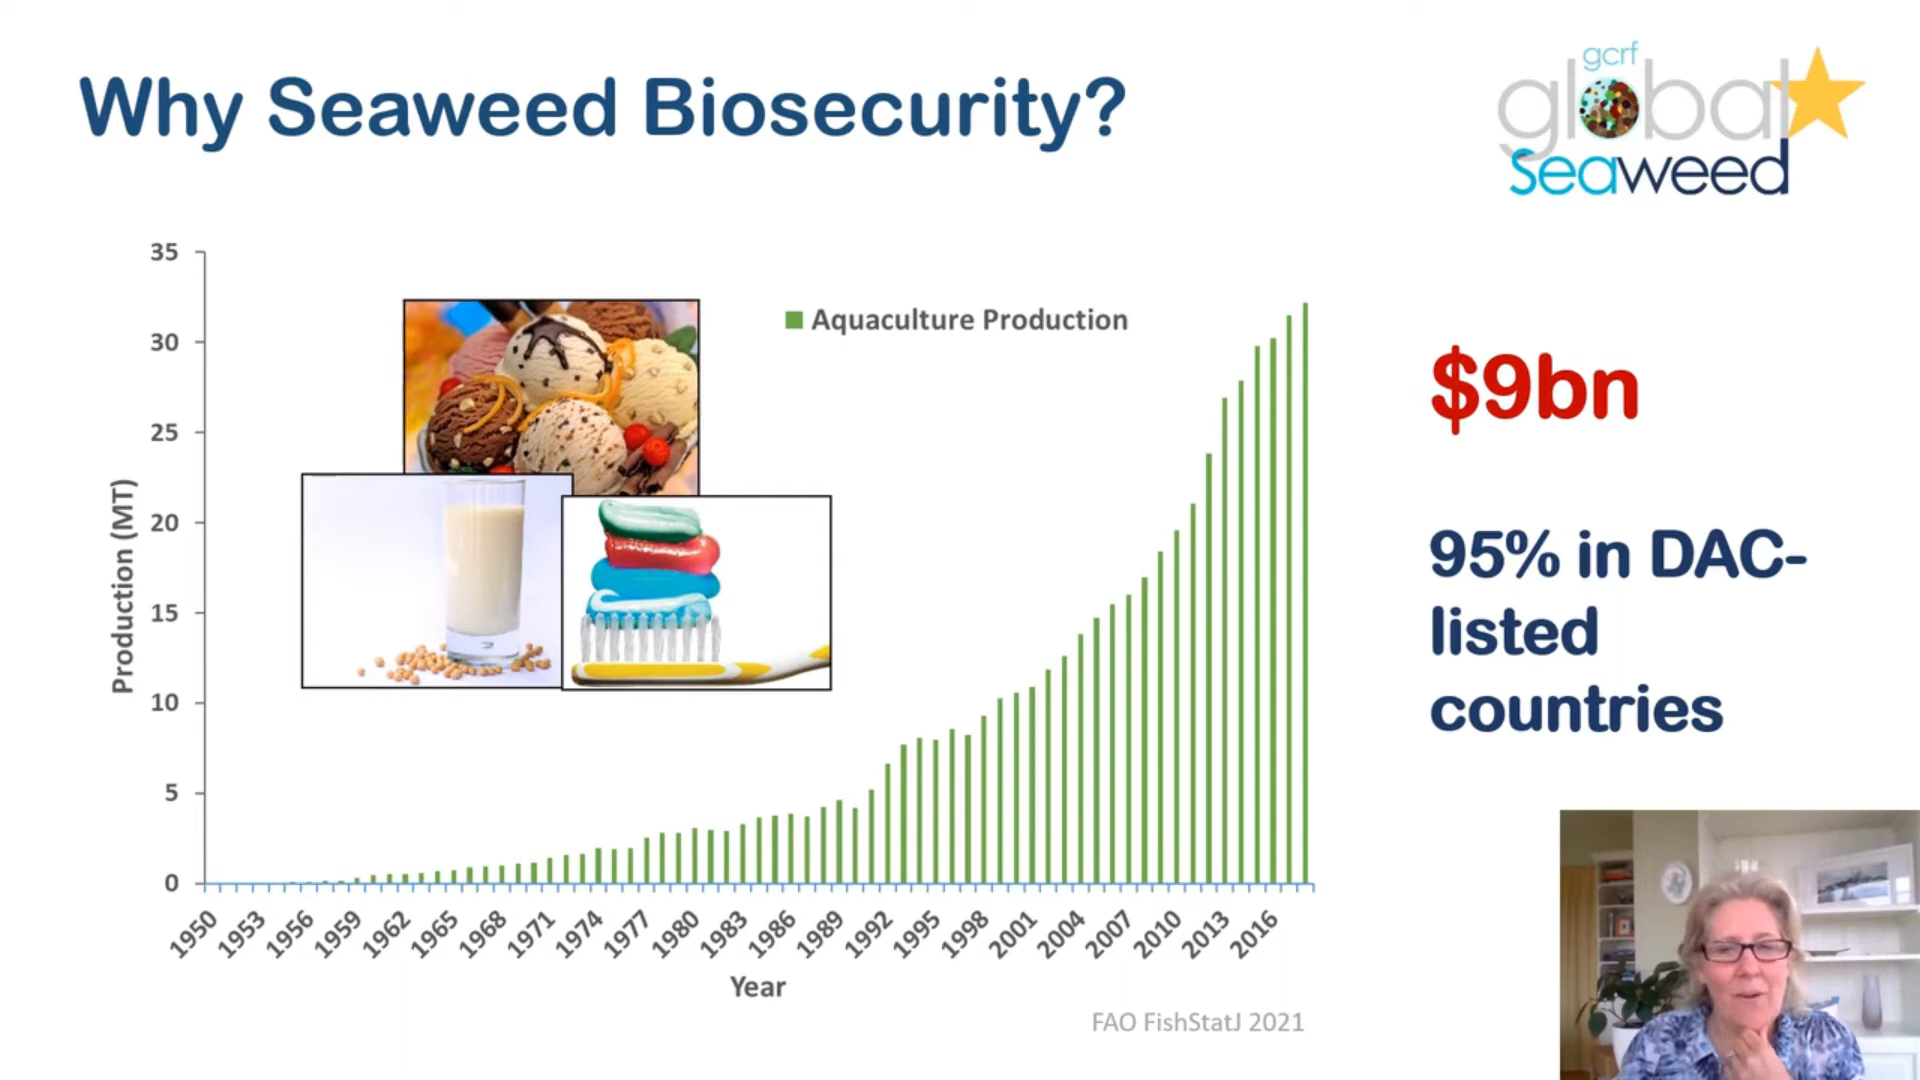 Why Seaweed Biosecurity?
gcrf
global
Seaweed
35
30
25
20
15
10
5
0
Production (MT)
Aquaculture Production
1950
1953
1956
1959
1962
1965
1968
1971
1974
1977
1980
1983
1986
1989
1992
1995
1998
2001
2004
2007
2010
2013
2016
Year
FAO FishStatJ 2021
$9bn
95% in DAC-
listed
countries